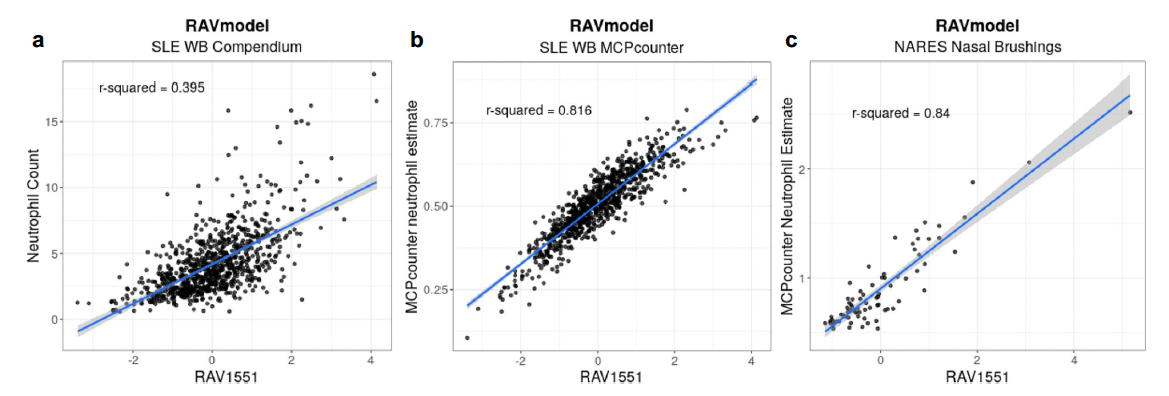 a
RAVmodel
SLE WB Compendium
r-squared = 0.395
Neutrophil Count
15
10
5
0
-2
0
2
4
RAV1551
b
RAVmodel
SLE WB MCPcounter
r-squared = 0.816
MCPcounter neutrophil estimate
0.75
0.50
0.25
-2
0
2
4
RAV1551
c
RAVmodel
NARES Nasal Brushings
r-squared = 0.84
MCPcounter Neutrophil Estimate
2
1
0
2
4
RAV1551